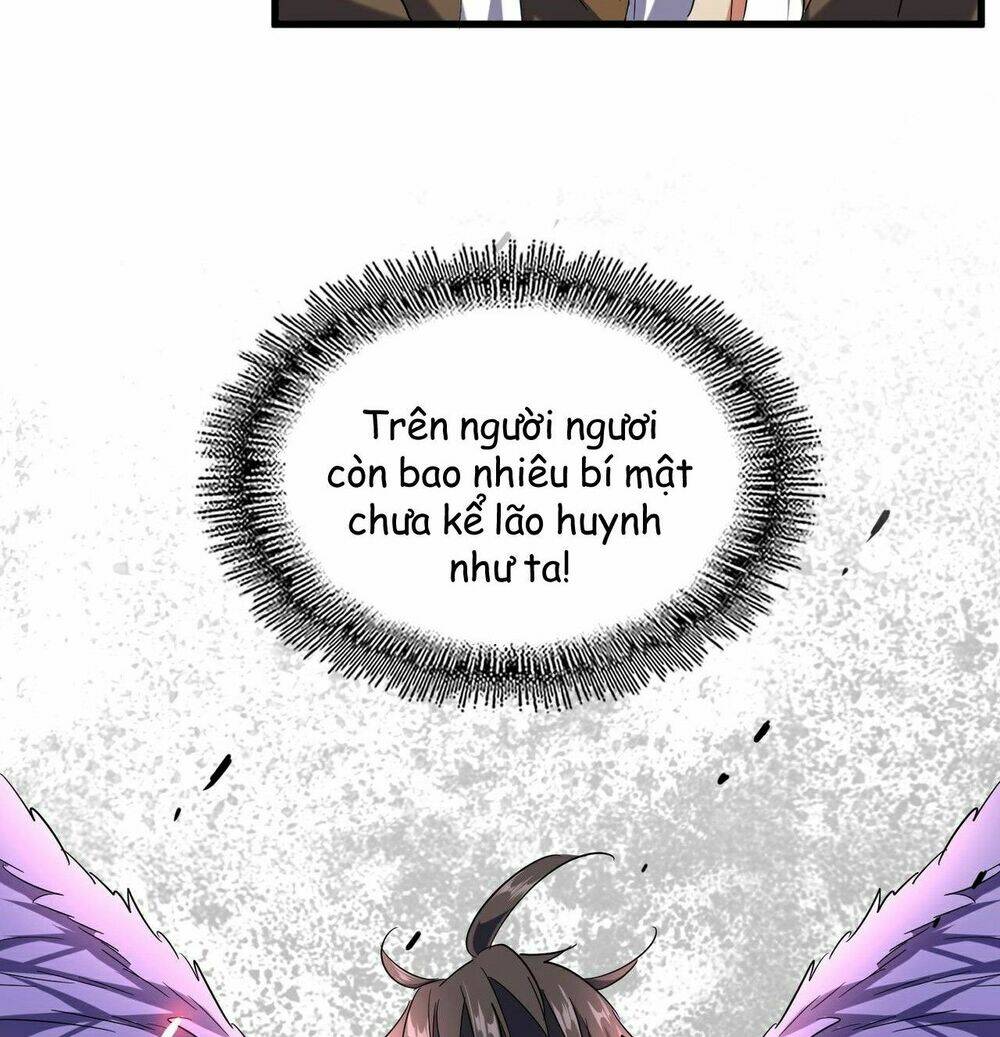 Trên người ngươi
còn bao nhiêu bí mật
chưa kể lão huynh
như ta!